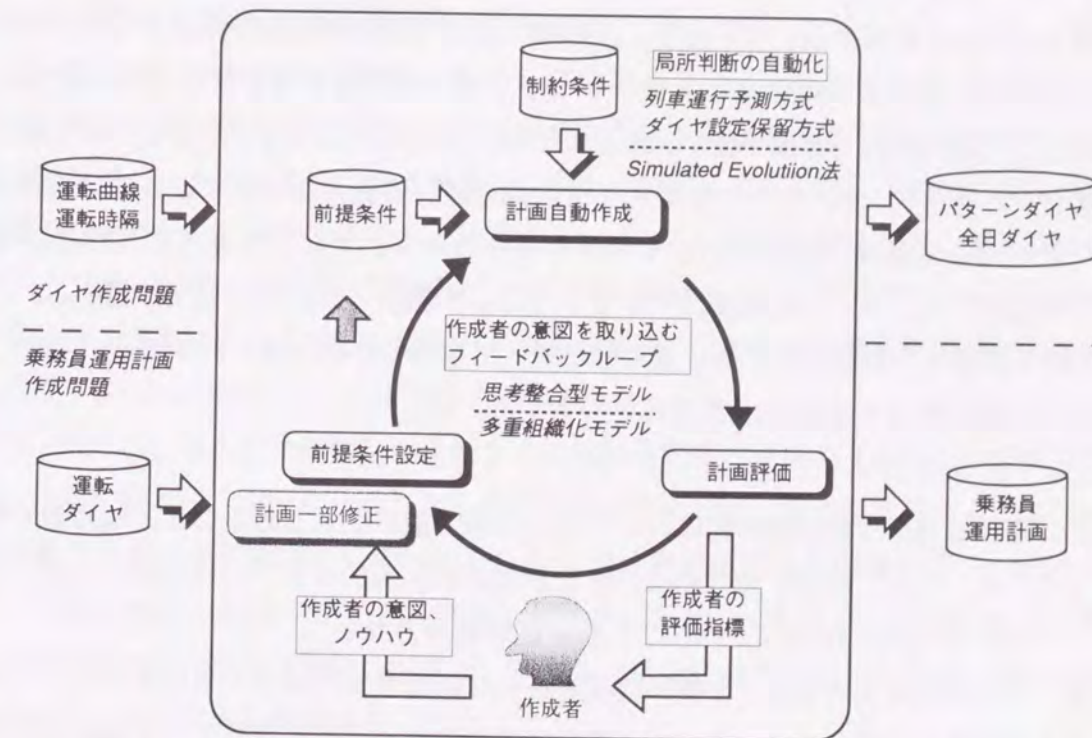 制約条件
局所判断の自動化
列車運行予測方式
ダイヤ設定保留方式
Simulated Evolutiion法
運転曲線
運転時隔
前提条件
計画自動作成
パターンダイヤ
全日ダイヤ
ダイヤ作成問題
乗務員運用計画
作成問題
作成者の意図を取り込む
フィードバックループ
思考整合型モデル
多重組織化モデル
運転
ダイヤ
前提条件設定
計画一部修正
計画評価
乗務員
運用計画
作成者の意図、
ノウハウ
作成者の
評価指標
作成者